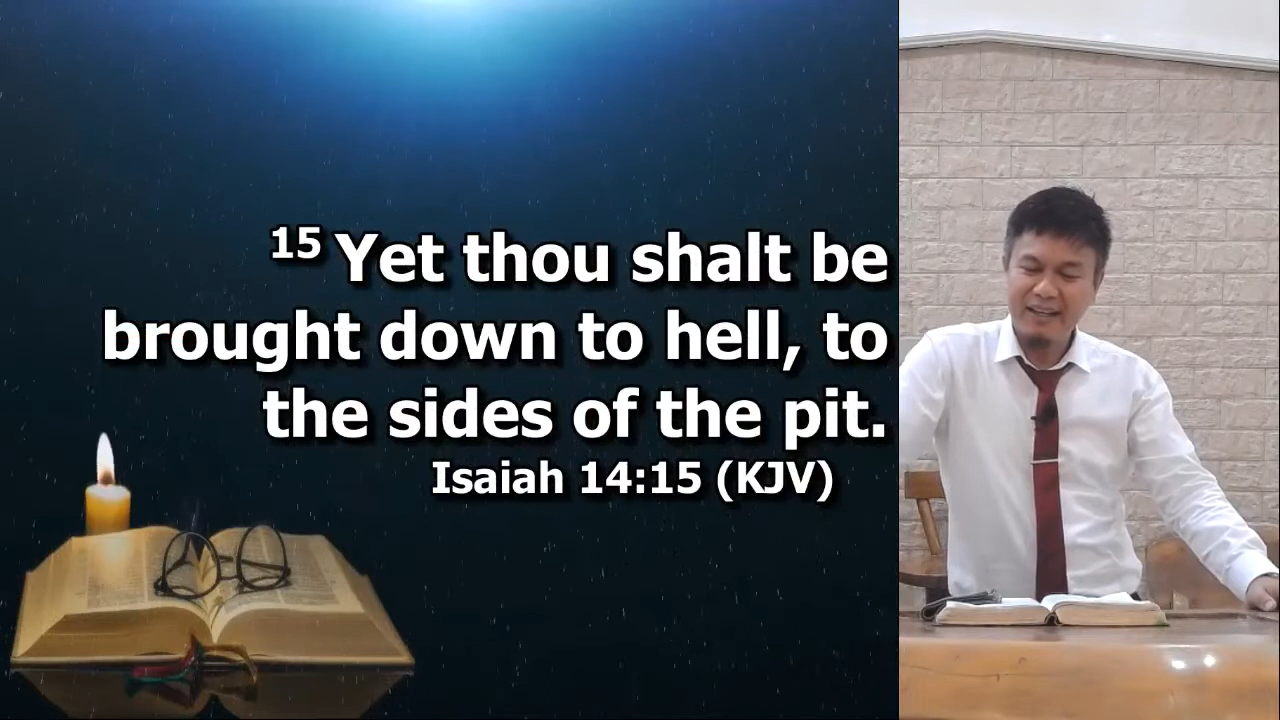 15 Yet thou shalt be
brought down to hell, to
the sides of the pit.
Isaiah 14:15 (KJV)